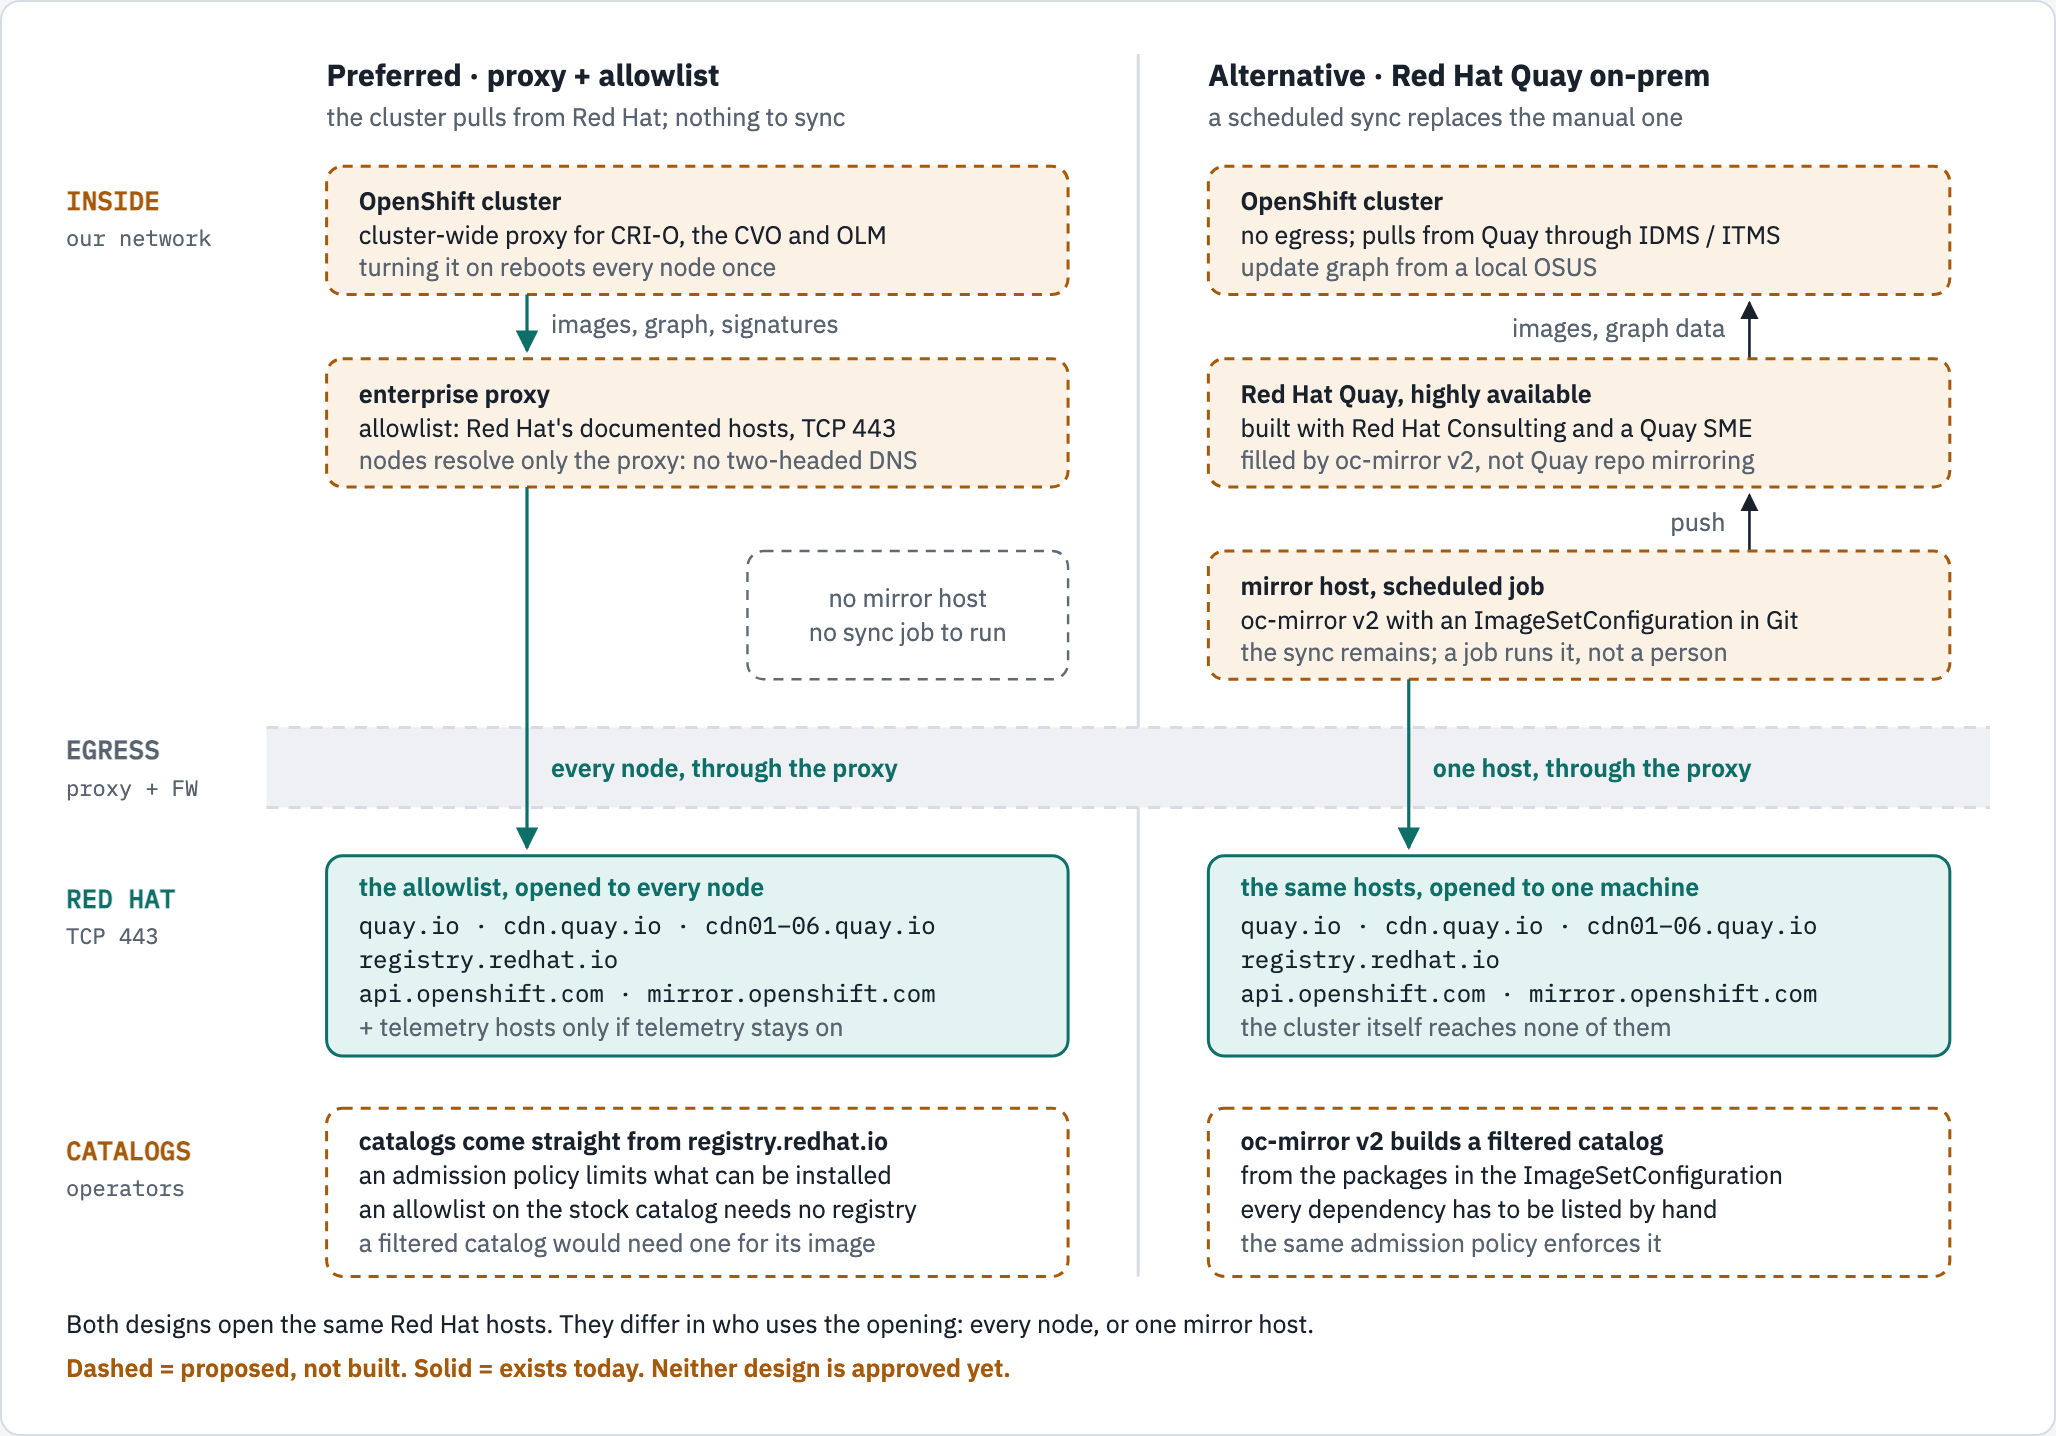 Preferred · proxy + allowlist
the cluster pulls from Red Hat; nothing to sync
Alternative · Red Hat Quay on-prem
a scheduled sync replaces the manual one
INSIDE
our network
OpenShift cluster
cluster-wide proxy for CRI-O, the CVO and OLM
turning it on reboots every node once
OpenShift cluster
no egress; pulls from Quay through IDMS / ITMS
update graph from a local OSUS
images, graph, signatures
images, graph data
enterprise proxy
allowlist: Red Hat's documented hosts, TCP 443
nodes resolve only the proxy: no two-headed DNS
Red Hat Quay, highly available
built with Red Hat Consulting and a Quay SME
filled by oc-mirror v2, not Quay repo mirroring
push
no mirror host
no sync job to run
mirror host, scheduled job
oc-mirror v2 with an ImageSetConfiguration in Git
the sync remains; a job runs it, not a person
EGRESS
proxy + FW
every node, through the proxy
one host, through the proxy
RED HAT
TCP 443
the allowlist, opened to every node
quay.io · cdn.quay.io · cdn01–06.quay.io
registry.redhat.io
api.openshift.com · mirror.openshift.com
+ telemetry hosts only if telemetry stays on
the same hosts, opened to one machine
quay.io · cdn.quay.io · cdn01–06.quay.io
registry.redhat.io
api.openshift.com · mirror.openshift.com
the cluster itself reaches none of them
CATALOGS
operators
catalogs come straight from registry.redhat.io
an admission policy limits what can be installed
an allowlist on the stock catalog needs no registry
a filtered catalog would need one for its image
oc-mirror v2 builds a filtered catalog
from the packages in the ImageSetConfiguration
every dependency has to be listed by hand
the same admission policy enforces it
Both designs open the same Red Hat hosts. They differ in who uses the opening: every node, or one mirror host.
Dashed = proposed, not built. Solid = exists today. Neither design is approved yet.